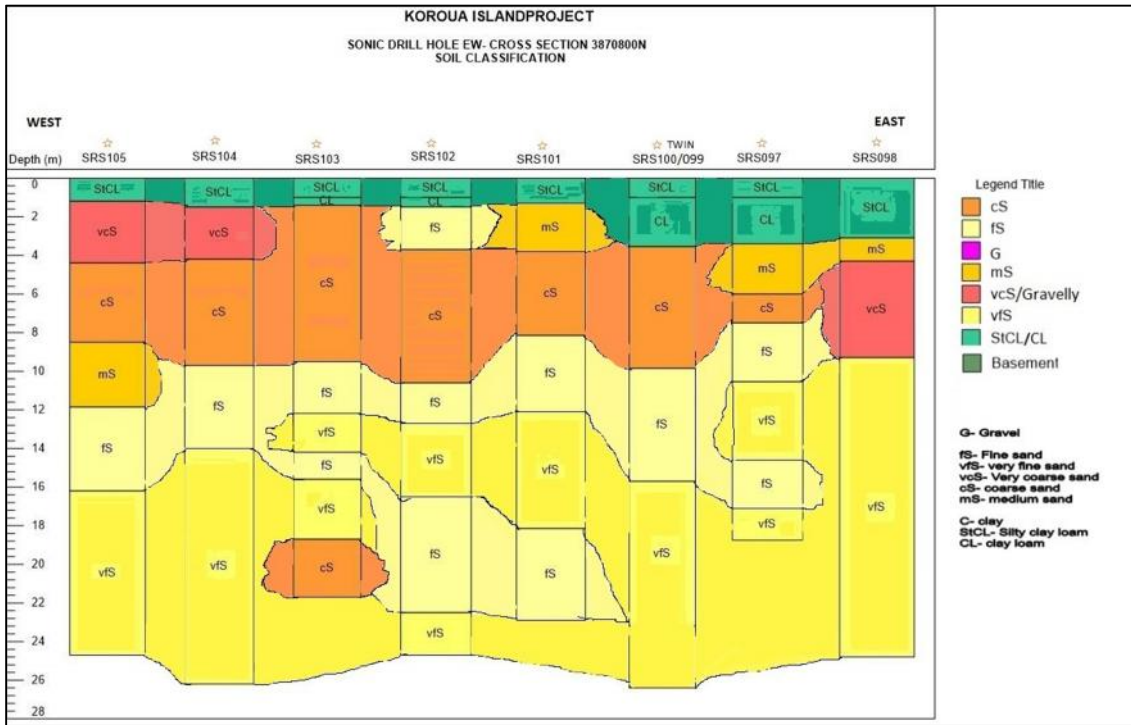 KOROUA ISLANDPROJECT
SONIC DRILL HOLE EW- CROSS SECTION 3870800N
SOIL CLASSIFICATION
WEST
EAST
TWIN
Depth (m) SRS105 SRS104 SRS103 SRS102 SRS101 SRS100/099 SRS097 SRS098
0
2
4
6
8
10
12
14
16
18
20
22
24
26
28
StCL
vcS
cS
mS
fS
vfS
StCL
vcS
cS
fS
vfS
StCL
CL
cS
fS
vfS
fS
vfS
cS
StCL
CL
fS
cS
fS
vfS
fS
vfS
StCL
mS
cS
fS
vfS
fS
StCL
CL
cS
fS
vfS
StCL
CL
mS
cS
fS
vfS
fS
vfS
StCL
mS
vcS
vfS
Legend Title
cS
fS
G
mS
vcS/Gravelly
vfS
StCL/CL
Basement
G- Gravel
fS- Fine sand
vfS- very fine sand
vcS- Very coarse sand
cS- coarse sand
mS- medium sand
C- clay
StCL- Silty clay loam
CL- clay loam